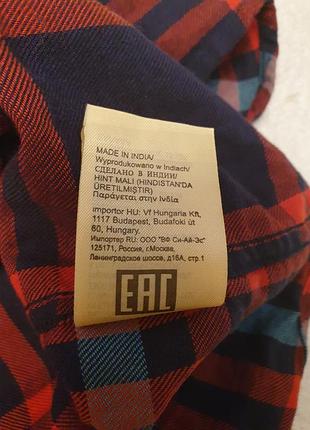 MADE IN INDIA/
Wyprodukowano w Indiach/
СДЕЛАНО В ИНДИИ/
HINT MALI (HINDISTAN'DA
ÜRETILMIŞTIR)
Παράγεται στην Ινδία
Importor HU: Vf Hungaria Kft,
1117 Budapest, Budafoki út
60, Hungary.
Импортер RU: ООО "ВФ Си-Ай-Эс"
125171, Россия, г.Москва,
Ленинградское шоссе, д16А, стр.1
EAC